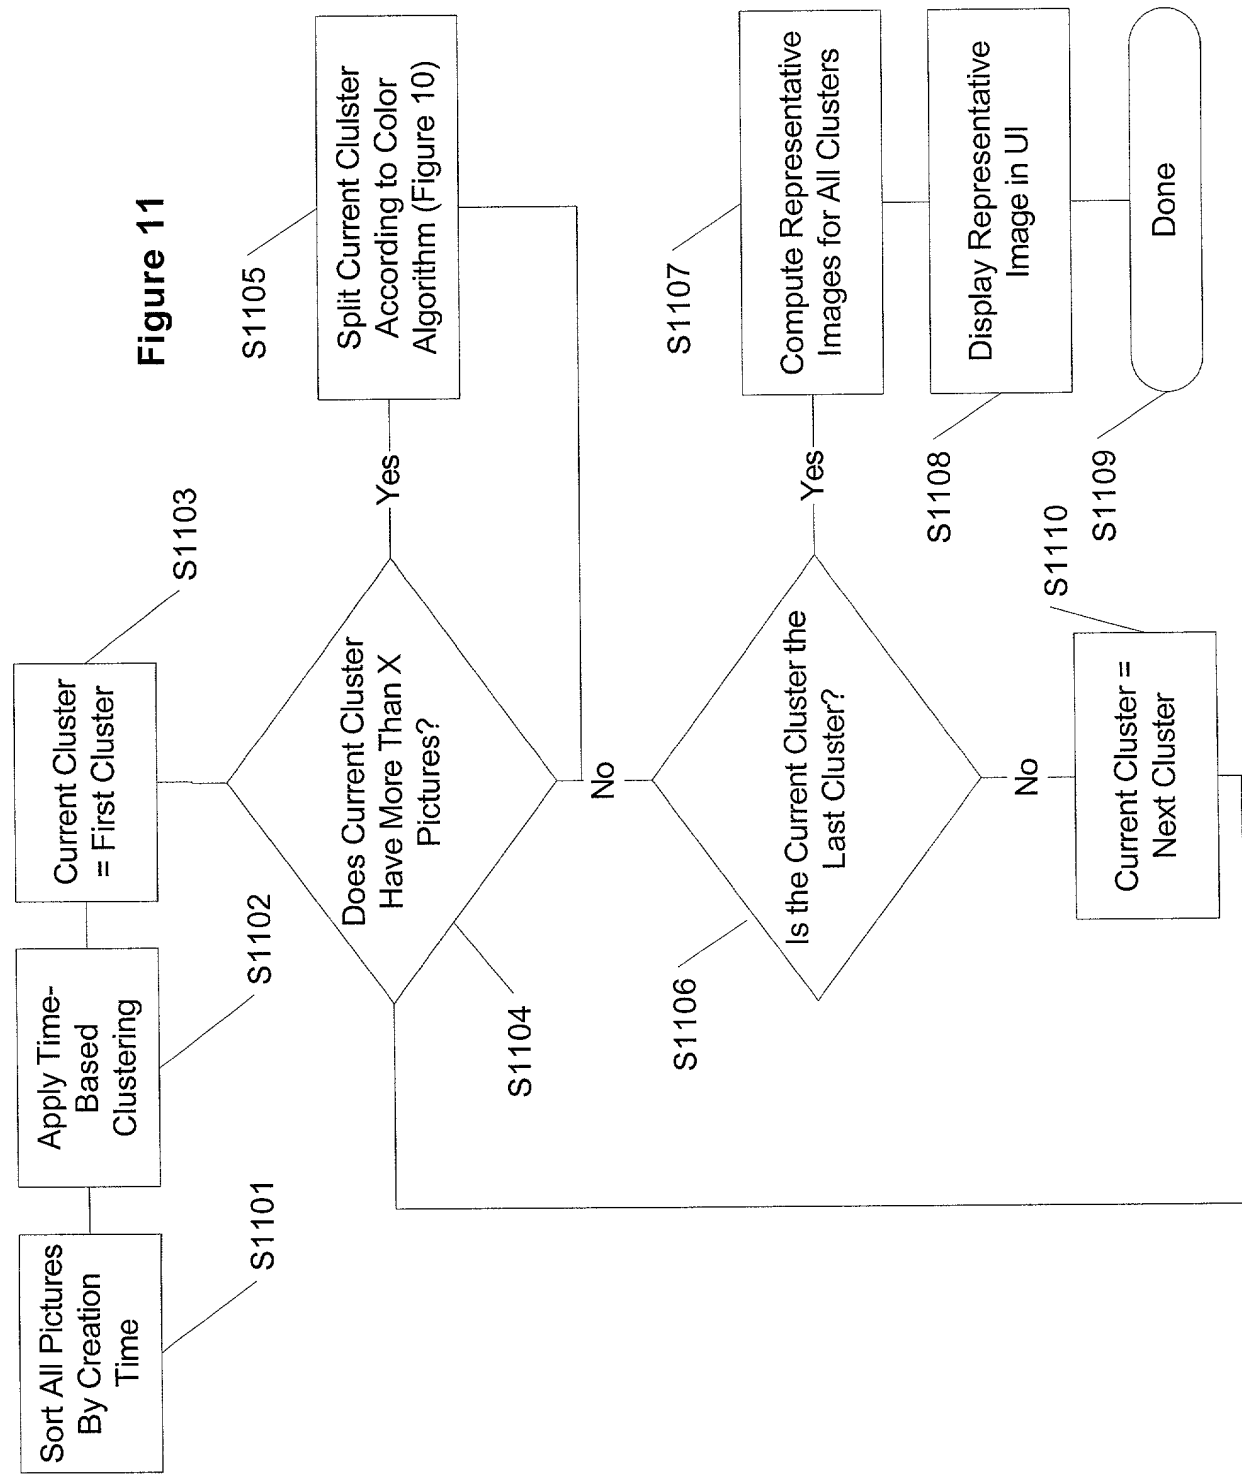 Figure 11
Sort All Pictures
By Creation
Time
S1101
Apply Time-
Based
Clustering
S1102
Current Cluster
= First Cluster
S1103
Does Current Cluster
Have More Than X
Pictures?
S1104
Yes
Split Current Clulster
According to Color
Algorithm (Figure 10)
S1105
No
Is the Current Cluster the
Last Cluster?
S1106
Yes
Compute Representative
Images for All Clusters
S1107
Display Representative
Image in UI
S1108
Done
S1109
No
Current Cluster =
Next Cluster
S1110